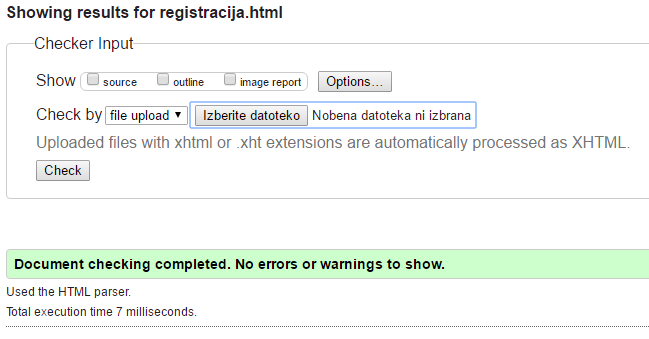 Showing results for registracija.html
Checker Input
Show source outline image report Options...
Check by file upload Izberite datoteko Nobena datoteka ni izbrana
Uploaded files with xhtml or .xht extensions are automatically processed as XHTML.
Check
Document checking completed. No errors or warnings to show.
Used the HTML parser.
Total execution time 7 milliseconds.